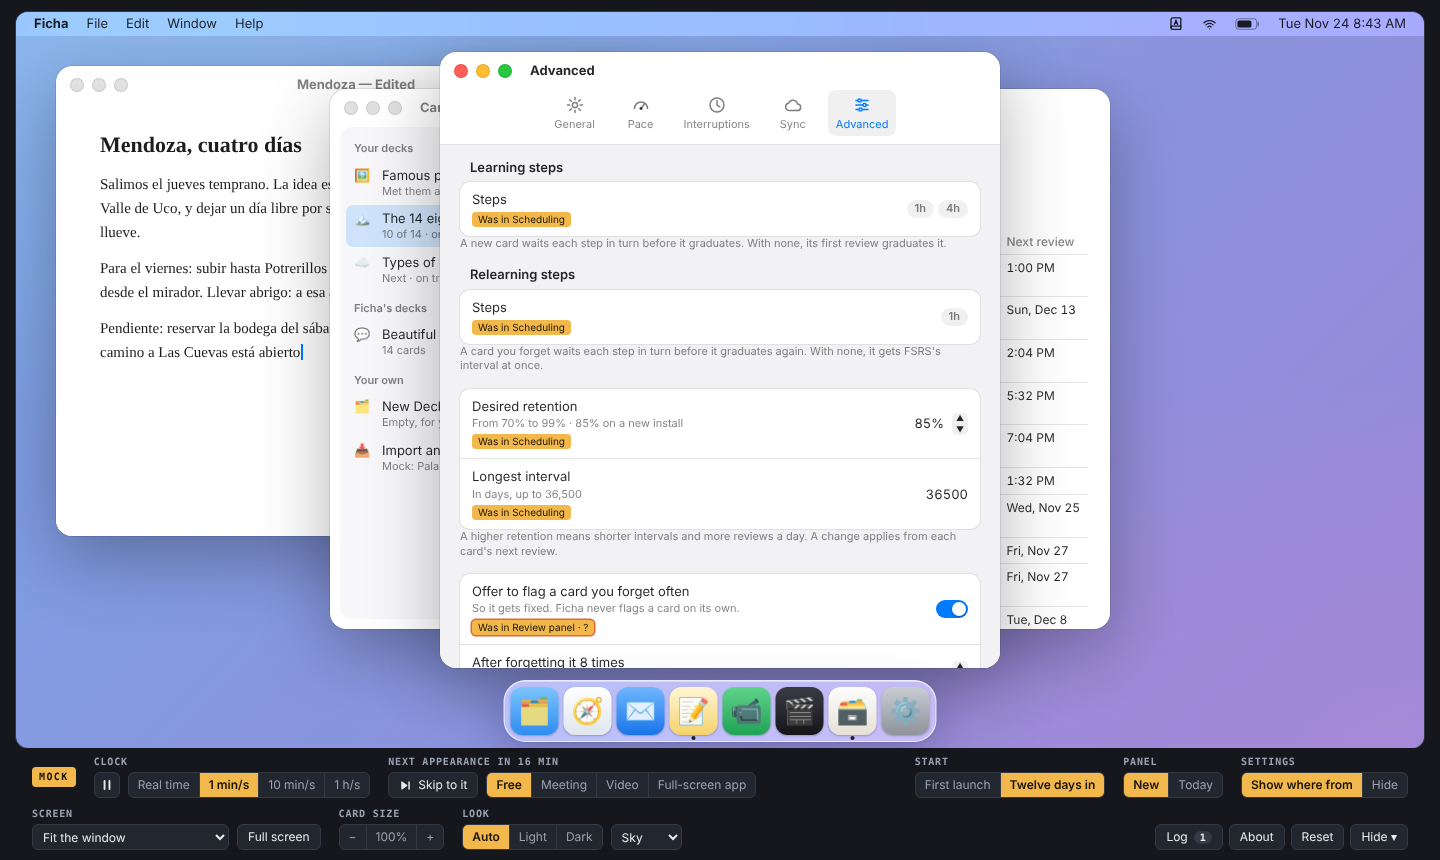 Ficha File Edit Window Help
Tue Nov 24 8:43 AM
Mendoza — Edited
Mendoza, cuatro días
Salimos el jueves temprano. La idea es
Valle de Uco, y dejar un día libre por s
llueve.
Para el viernes: subir hasta Potrerillos
desde el mirador. Llevar abrigo: a esa
Pendiente: reservar la bodega del sába
camino a Las Cuevas está abierto
Your decks
Famous p
Met them a
The 14 eig
10 of 14 · on
Types of
Next · on tr
Ficha's decks
Beautiful
14 cards
Your own
New Deck
Empty, for y
Import an
Mock: Pala
Advanced
General Pace Interruptions Sync Advanced
Learning steps
Steps
Was in Scheduling
1h 4h
A new card waits each step in turn before it graduates. With none, its first review graduates it.
Relearning steps
Steps
Was in Scheduling
1h
A card you forget waits each step in turn before it graduates again. With none, it gets FSRS's
interval at once.
Desired retention
From 70% to 99% · 85% on a new install
Was in Scheduling
85%
Longest interval
In days, up to 36,500
Was in Scheduling
36500
A higher retention means shorter intervals and more reviews a day. A change applies from each
card's next review.
Offer to flag a card you forget often
So it gets fixed. Ficha never flags a card on its own.
Was in Review panel · ?
After forgetting it 8 times
Next review
1:00 PM
Sun, Dec 13
2:04 PM
5:32 PM
7:04 PM
1:32 PM
Wed, Nov 25
Fri, Nov 27
Fri, Nov 27
Tue, Dec 8
MOCK
CLOCK
Real time 1 min/s 10 min/s 1 h/s
NEXT APPEARANCE IN 16 MIN
Skip to it Free Meeting Video Full-screen app
START
First launch Twelve days in
PANEL
New Today
SETTINGS
Show where from Hide
SCREEN
Fit the window Full screen
CARD SIZE
− 100% +
LOOK
Auto Light Dark Sky
Log 1 About Reset Hide ▾